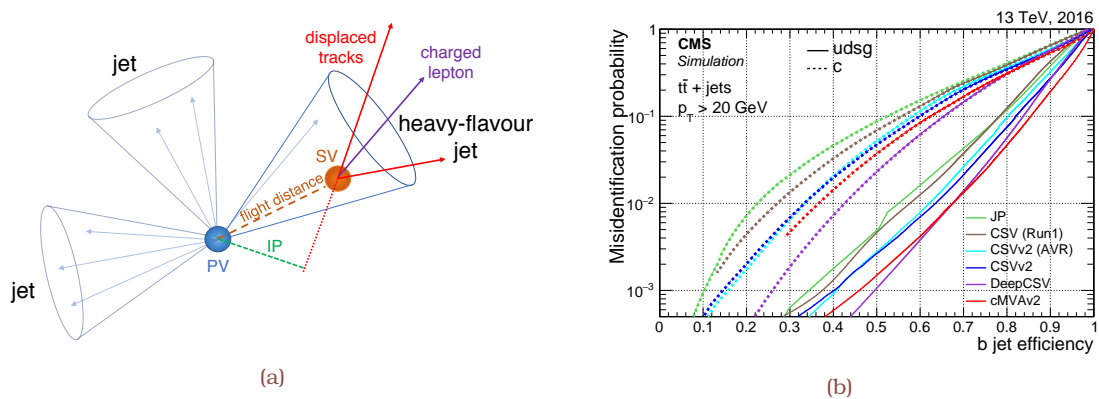 jet
displaced
tracks
charged
lepton
heavy-flavour
jet
SV
flight distance
IP
PV
jet
(a)
13 TeV, 2016
CMS
Simulation
tt̄ + jets
p_T > 20 GeV
udsg
c
Misidentification probability
1
10⁻¹
10⁻²
10⁻³
JP
CSV (Run1)
CSVv2 (AVR)
CSVv2
DeepCSV
cMVAv2
0 0.1 0.2 0.3 0.4 0.5 0.6 0.7 0.8 0.9 1
b jet efficiency
(b)